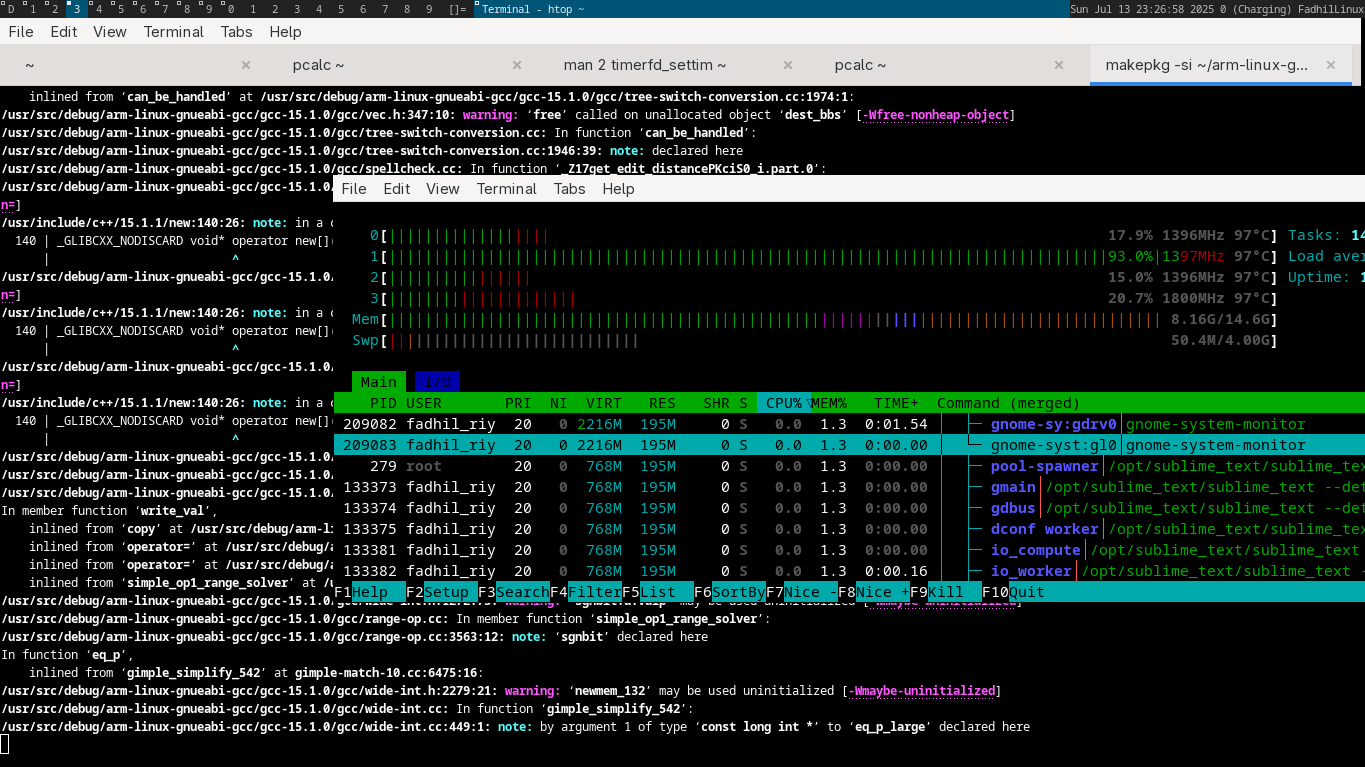 D 1 2 3 4 5 6 7 8 9 0 1 2 3 4 5 6 7 8 9 []= Terminal - htop ~ Sun Jul 13 23:26:58 2025 0 (Charging) FadhilLinux
File Edit View Terminal Tabs Help
~ × pcalc ~ × man 2 timerfd_settim ~ × pcalc ~ × makepkg -si ~/arm-linux-g... ×
inlined from ‘can_be_handled’ at /usr/src/debug/arm-linux-gnueabi-gcc/gcc-15.1.0/gcc/tree-switch-conversion.cc:1974:1:
/usr/src/debug/arm-linux-gnueabi-gcc/gcc-15.1.0/gcc/vec.h:347:10: warning: ‘free’ called on unallocated object ‘dest_bbs’ [-Wfree-nonheap-object]
/usr/src/debug/arm-linux-gnueabi-gcc/gcc-15.1.0/gcc/tree-switch-conversion.cc: In function ‘can_be_handled’:
/usr/src/debug/arm-linux-gnueabi-gcc/gcc-15.1.0/gcc/tree-switch-conversion.cc:1946:39: note: declared here
/usr/src/debug/arm-linux-gnueabi-gcc/gcc-15.1.0/gcc/spellcheck.cc: In function ‘_Z17get_edit_distancePKciS0_i.part.0’:
/usr/src/debug/arm-linux-gnueabi-gcc/gcc-15.1.0/
n=]
/usr/include/c++/15.1.1/new:140:26: note: in a
140 | _GLIBCXX_NODISCARD void* operator new[](
| ^
/usr/src/debug/arm-linux-gnueabi-gcc/gcc-15.1.0/
n=]
/usr/include/c++/15.1.1/new:140:26: note: in a
140 | _GLIBCXX_NODISCARD void* operator new[](
| ^
/usr/src/debug/arm-linux-gnueabi-gcc/gcc-15.1.0/
n=]
/usr/include/c++/15.1.1/new:140:26: note: in a
140 | _GLIBCXX_NODISCARD void* operator new[](
| ^
/usr/src/debug/arm-linux-gnueabi-gcc/gcc-15.1.0/
/usr/src/debug/arm-linux-gnueabi-gcc/gcc-15.1.0/
/usr/src/debug/arm-linux-gnueabi-gcc/gcc-15.1.0/
In member function ‘write_val’,
inlined from ‘copy’ at /usr/src/debug/arm-li
inlined from ‘operator=’ at /usr/src/debug/a
inlined from ‘operator=’ at /usr/src/debug/a
inlined from ‘simple_op1_range_solver’ at /u
/usr/src/debug/arm-linux-gnueabi-gcc/gcc-15.1.0/gcc/range-op.cc: In member function ‘simple_op1_range_solver’:
/usr/src/debug/arm-linux-gnueabi-gcc/gcc-15.1.0/gcc/range-op.cc:3563:12: note: ‘sgnbit’ declared here
In function ‘eq_p’,
inlined from ‘gimple_simplify_542’ at gimple-match-10.cc:6475:16:
/usr/src/debug/arm-linux-gnueabi-gcc/gcc-15.1.0/gcc/wide-int.h:2279:21: warning: ‘newmem_132’ may be used uninitialized [-Wmaybe-uninitialized]
/usr/src/debug/arm-linux-gnueabi-gcc/gcc-15.1.0/gcc/wide-int.cc: In function ‘gimple_simplify_542’:
/usr/src/debug/arm-linux-gnueabi-gcc/gcc-15.1.0/gcc/wide-int.cc:449:1: note: by argument 1 of type ‘const long int *’ to ‘eq_p_large’ declared here
File Edit View Terminal Tabs Help
0[ 17.9% 1396MHz 97°C] Tasks: 14
1[ 93.0% 1397MHz 97°C] Load aver
2[ 15.0% 1396MHz 97°C] Uptime: 1
3[ 20.7% 1800MHz 97°C]
Mem[ 8.16G/14.6G]
Swp[ 50.4M/4.00G]
Main I/O
PID USER PRI NI VIRT RES SHR S CPU%▽MEM% TIME+ Command (merged)
209082 fadhil_riy 20 0 2216M 195M 0 S 0.0 1.3 0:01.54 gnome-sy:gdrv0│gnome-system-monitor
209083 fadhil_riy 20 0 2216M 195M 0 S 0.0 1.3 0:00.00 gnome-syst:gl0│gnome-system-monitor
279 root 20 0 768M 195M 0 S 0.0 1.3 0:00.00 pool-spawner│/opt/sublime_text/sublime_tex
133373 fadhil_riy 20 0 768M 195M 0 S 0.0 1.3 0:00.00 gmain│/opt/sublime_text/sublime_text --det
133374 fadhil_riy 20 0 768M 195M 0 S 0.0 1.3 0:00.00 gdbus│/opt/sublime_text/sublime_text --det
133375 fadhil_riy 20 0 768M 195M 0 S 0.0 1.3 0:00.00 dconf worker│/opt/sublime_text/sublime_tex
133381 fadhil_riy 20 0 768M 195M 0 S 0.0 1.3 0:00.00 io_compute│/opt/sublime_text/sublime_text
133382 fadhil_riy 20 0 768M 195M 0 S 0.0 1.3 0:00.16 io_worker│/opt/sublime_text/sublime_text -
F1Help F2Setup F3SearchF4FilterF5List F6SortByF7Nice -F8Nice +F9Kill F10Quit